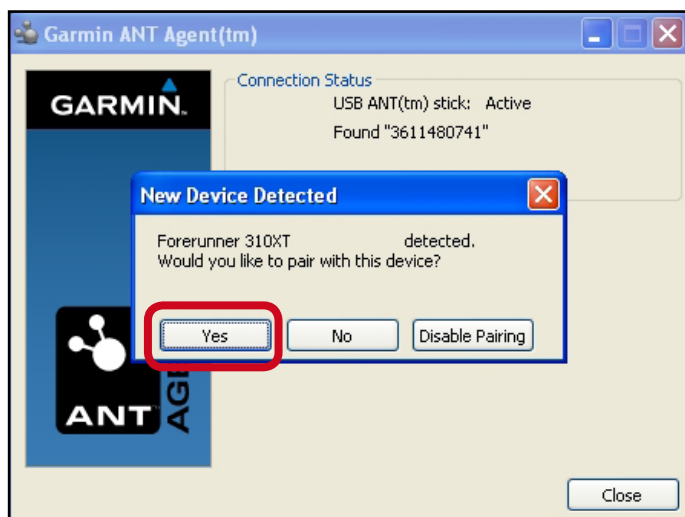 Garmin ANT Agent(tm)
GARMIN.
Connection Status
USB ANT(tm) stick: Active
Found "3611480741"
New Device Detected
Forerunner 310XT detected.
Would you like to pair with this device?
Yes No Disable Pairing
ANT
Close